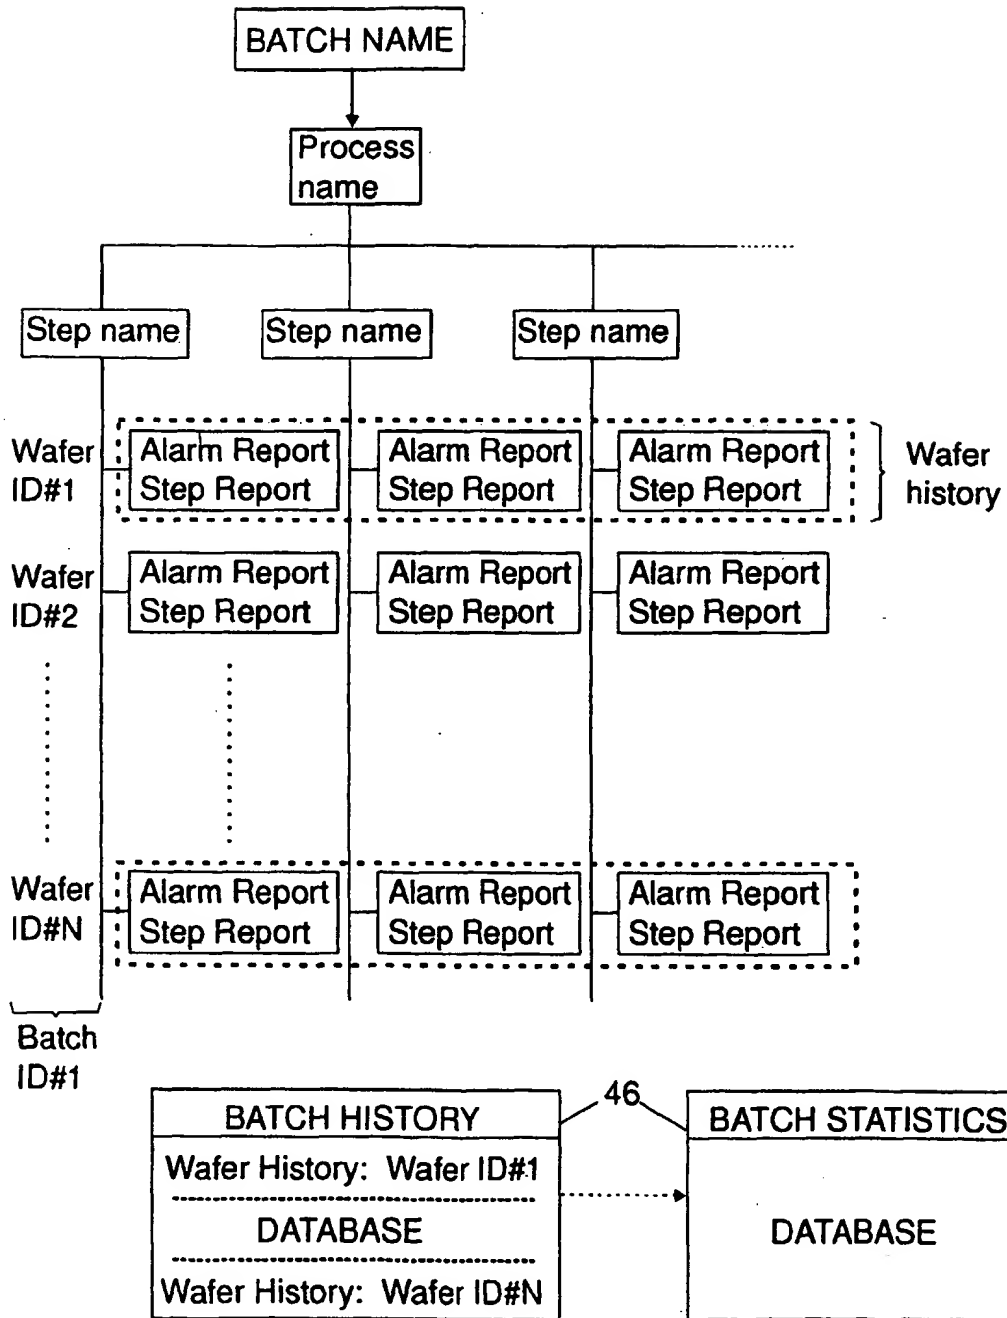 BATCH NAME
Process
name
Step name
Step name
Step name
Wafer
ID#1
Alarm Report
Step Report
Alarm Report
Step Report
Alarm Report
Step Report
Wafer
history
Wafer
ID#2
Alarm Report
Step Report
Alarm Report
Step Report
Alarm Report
Step Report
Wafer
ID#N
Alarm Report
Step Report
Alarm Report
Step Report
Alarm Report
Step Report
Batch
ID#1
46
BATCH HISTORY
Wafer History: Wafer ID#1
DATABASE
Wafer History: Wafer ID#N
BATCH STATISTICS
DATABASE